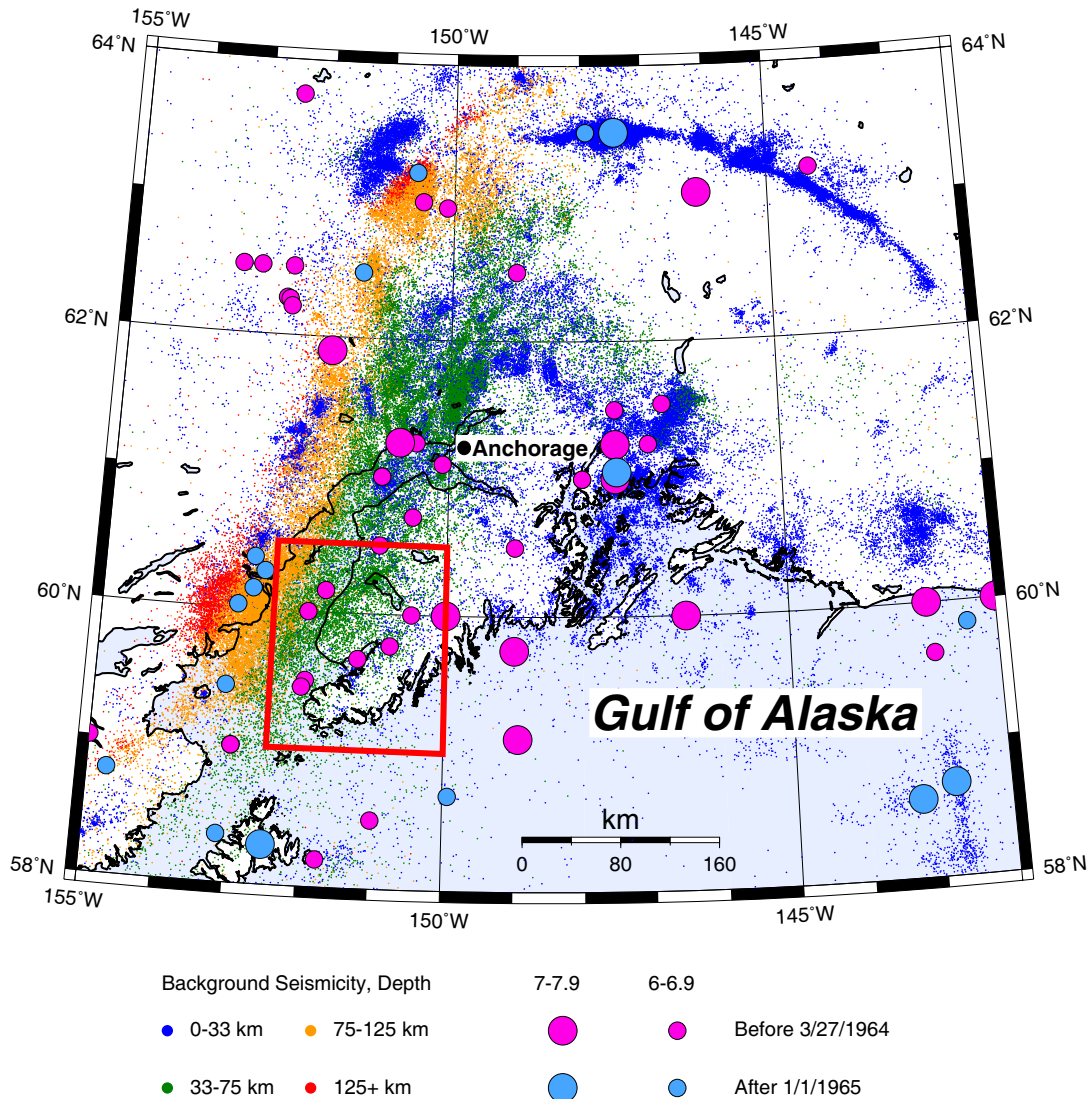 155˚W
150˚W
145˚W
64˚N
64˚N
62˚N
62˚N
Anchorage
60˚N
60˚N
Gulf of Alaska
km
0 80 160
58˚N
58˚N
155˚W
150˚W
145˚W
Background Seismicity, Depth 7-7.9 6-6.9
0-33 km 75-125 km Before 3/27/1964
33-75 km 125+ km After 1/1/1965